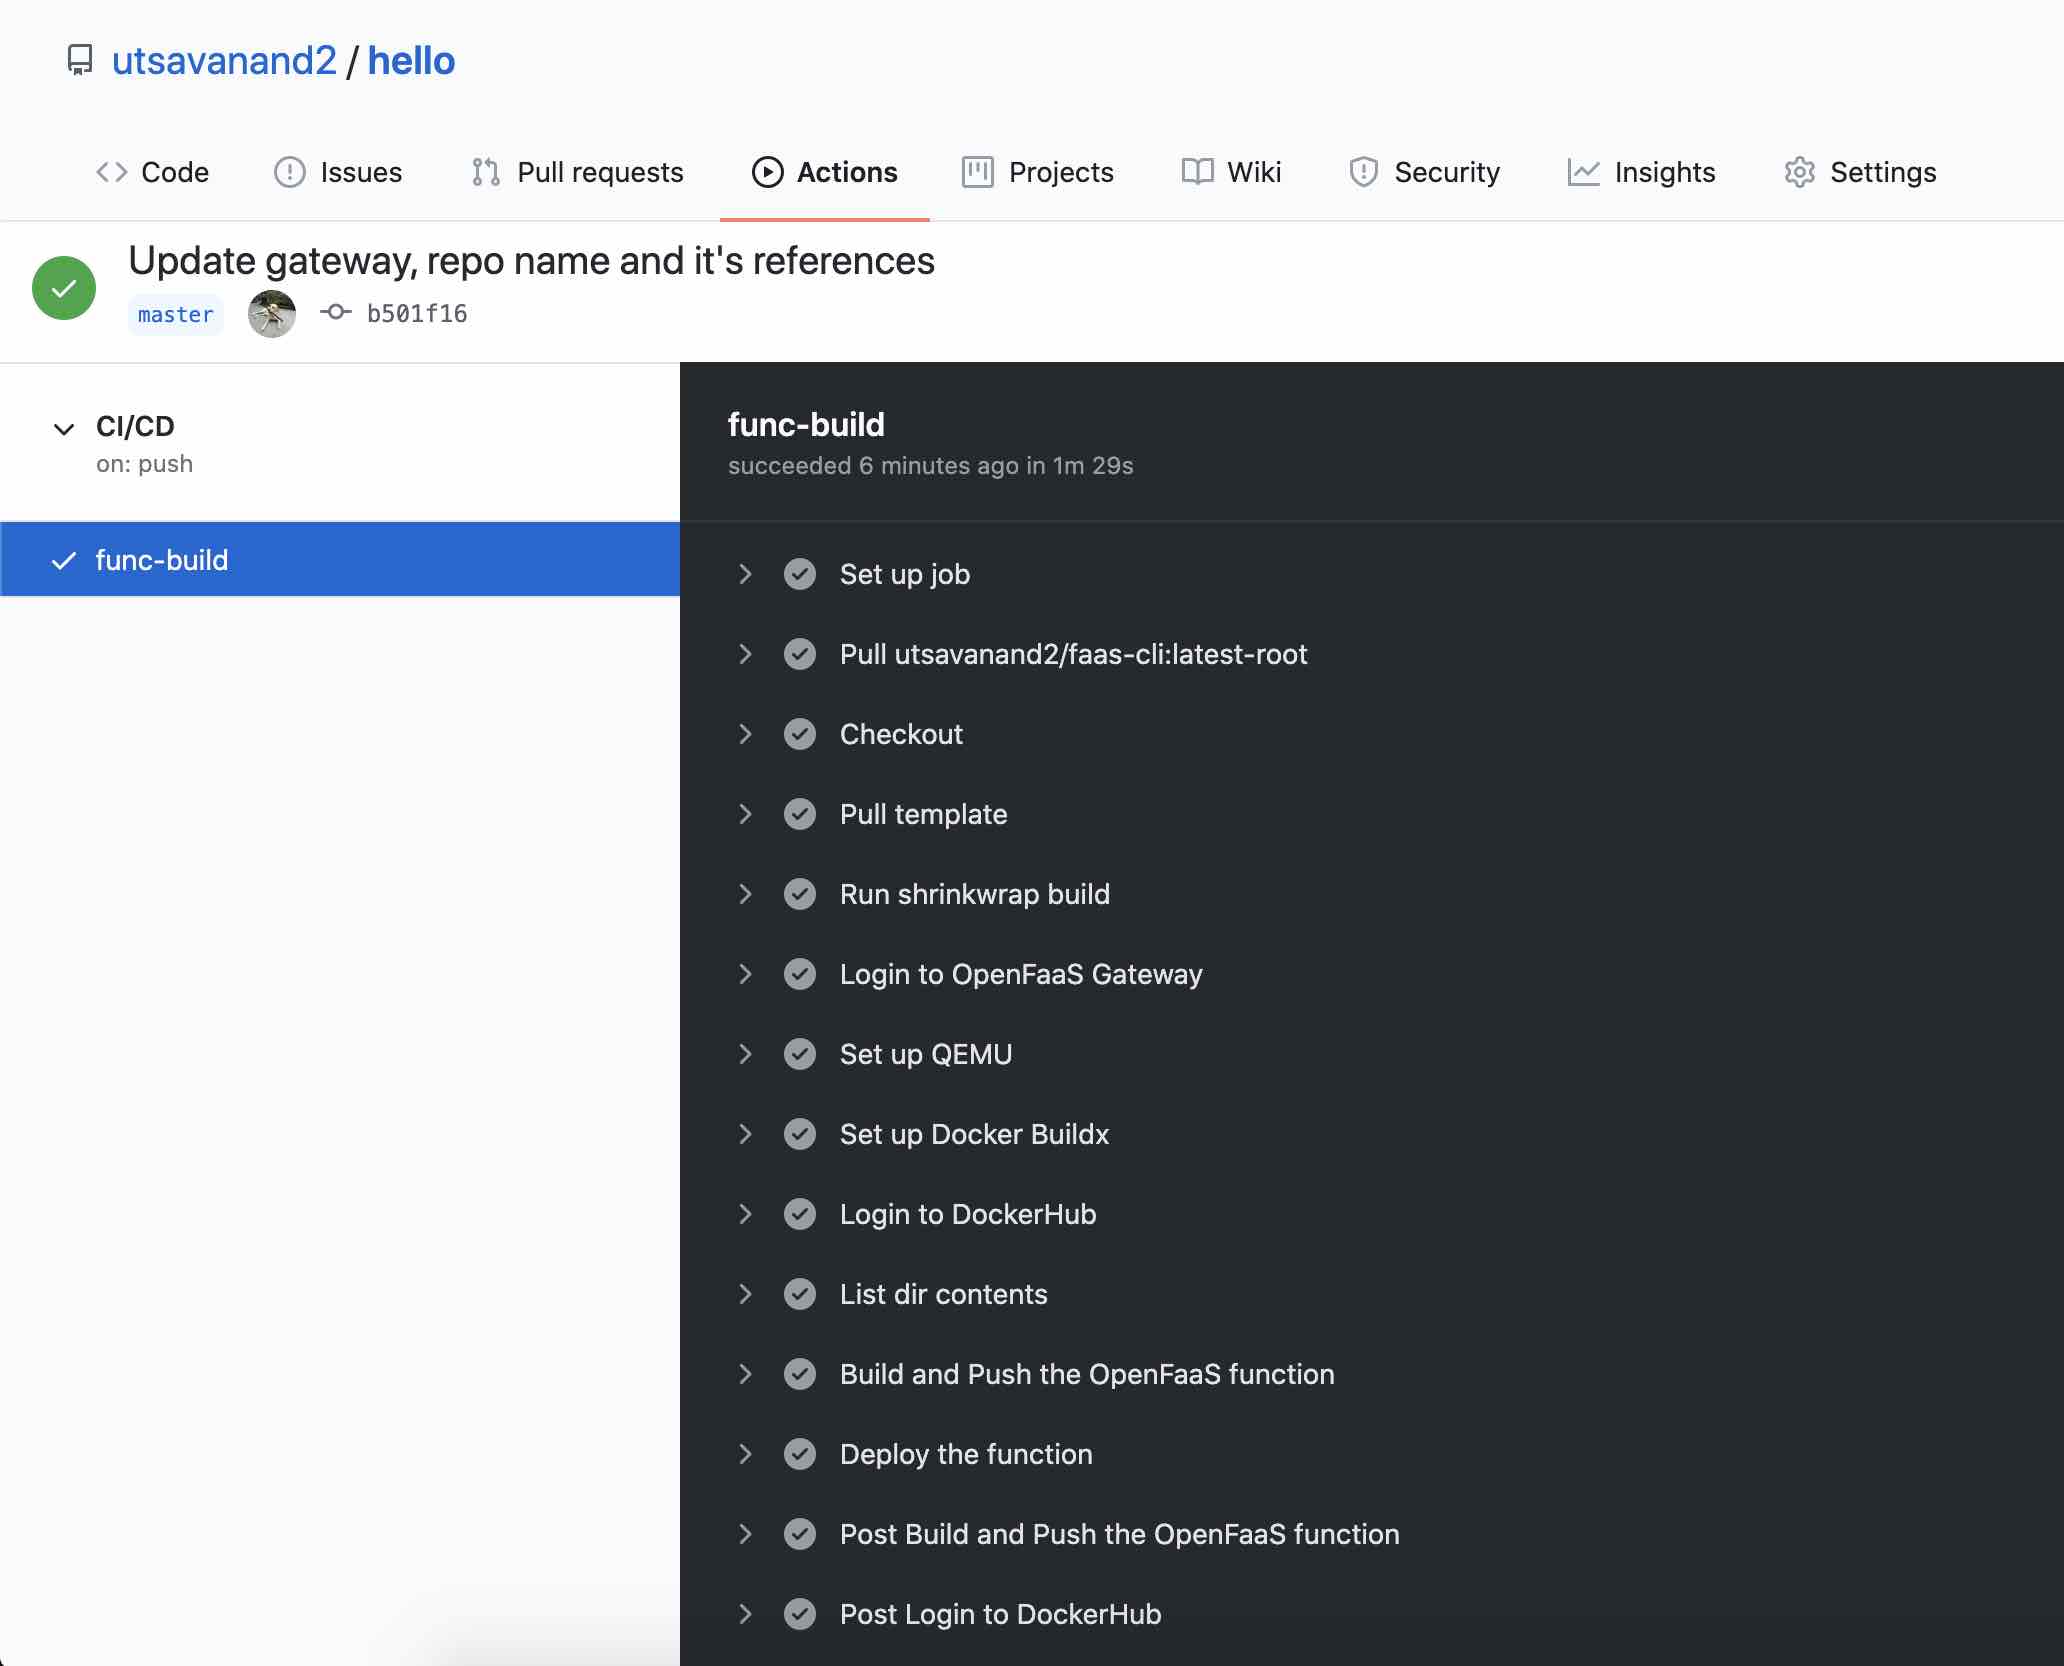 utsavanand2 / hello
Code Issues Pull requests Actions Projects Wiki Security Insights Settings
Update gateway, repo name and it's references
master b501f16
CI/CD
on: push
func-build
func-build
succeeded 6 minutes ago in 1m 29s
Set up job
Pull utsavanand2/faas-cli:latest-root
Checkout
Pull template
Run shrinkwrap build
Login to OpenFaaS Gateway
Set up QEMU
Set up Docker Buildx
Login to DockerHub
List dir contents
Build and Push the OpenFaaS function
Deploy the function
Post Build and Push the OpenFaaS function
Post Login to DockerHub